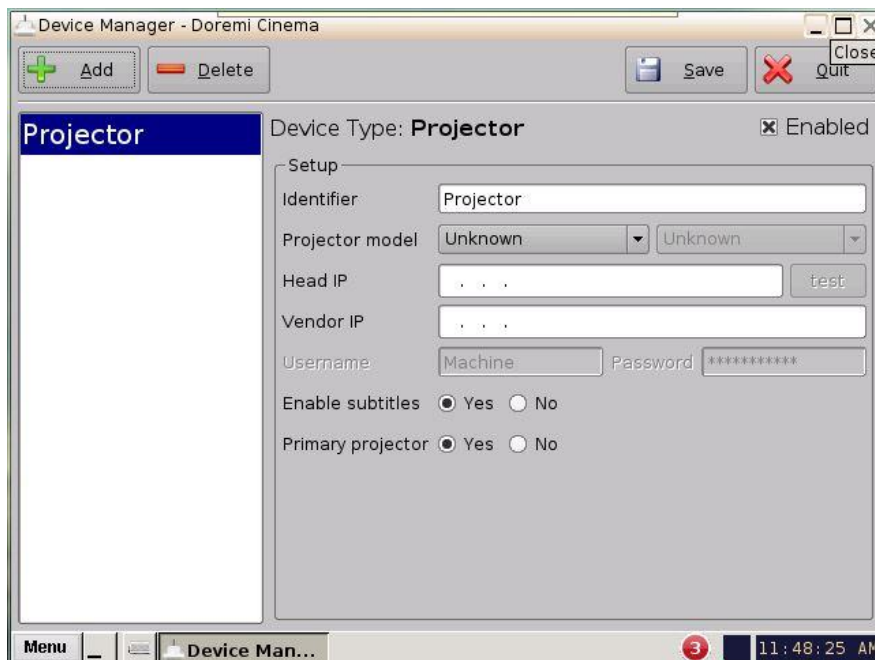 Device Manager - Doremi Cinema
Close
Add Delete Save Quit
Projector
Device Type: Projector Enabled
Setup
Identifier Projector
Projector model Unknown Unknown
Head IP . . . test
Vendor IP . . .
Username Machine Password ***********
Enable subtitles Yes No
Primary projector Yes No
Menu _ Device Man... 3 11:48:25 AM